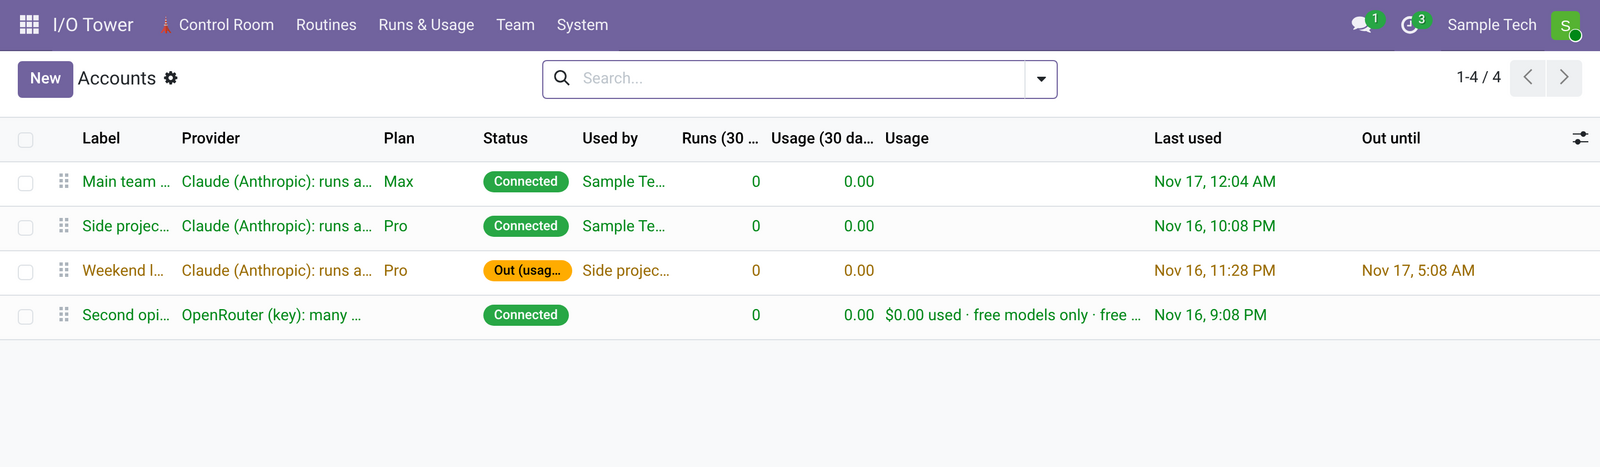 I/O Tower Control Room Routines Runs & Usage Team System 1 3 Sample Tech S
New Accounts Search... 1-4 / 4
Label Provider Plan Status Used by Runs (30 ... Usage (30 da... Usage Last used Out until
Main team ... Claude (Anthropic): runs a... Max Connected Sample Te... 0 0.00 Nov 17, 12:04 AM
Side projec... Claude (Anthropic): runs a... Pro Connected Sample Te... 0 0.00 Nov 16, 10:08 PM
Weekend l... Claude (Anthropic): runs a... Pro Out (usag... Side projec... 0 0.00 Nov 16, 11:28 PM Nov 17, 5:08 AM
Second opi... OpenRouter (key): many ... Connected 0 0.00 $0.00 used · free models only · free ... Nov 16, 9:08 PM